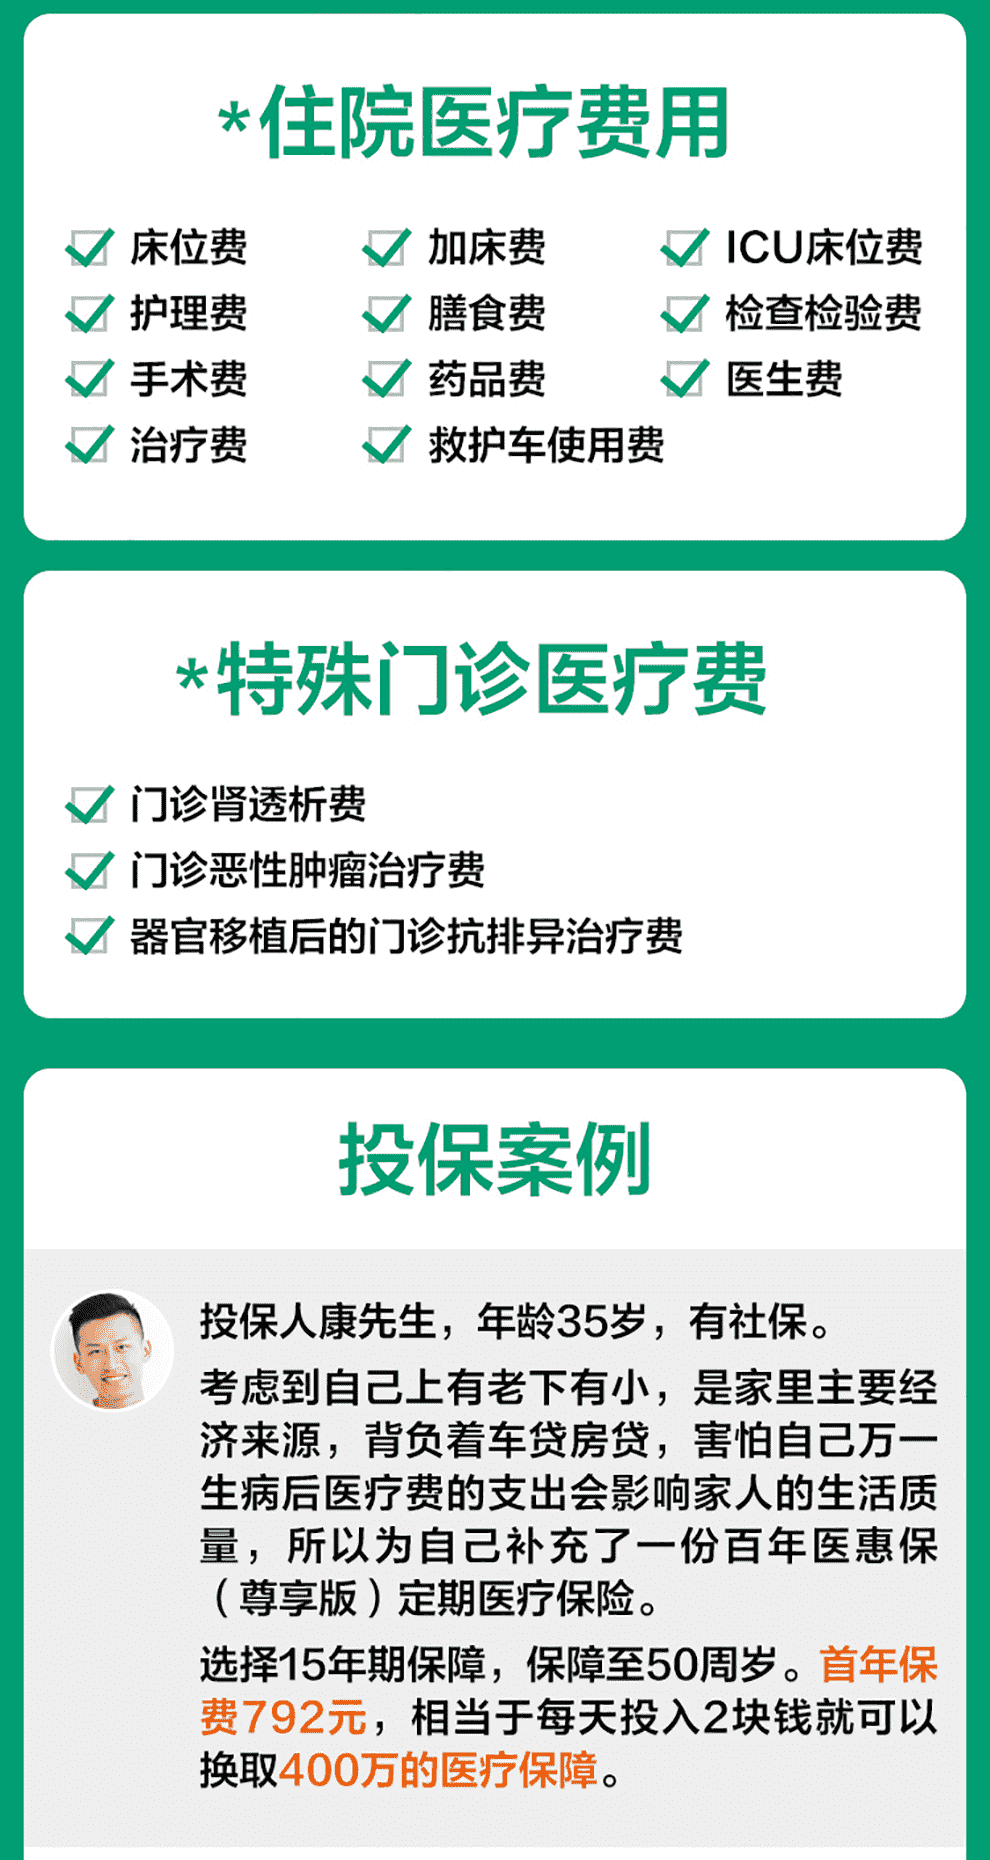 *住院医疗费用
床位费 加床费 ICU床位费
护理费 膳食费 检查检验费
手术费 药品费 医生费
治疗费 救护车使用费
*特殊门诊医疗费
门诊肾透析费
门诊恶性肿瘤治疗费
器官移植后的门诊抗排异治疗费
投保案例
投保人康先生，年龄35岁，有社保。
考虑到自己上有老下有小，是家里主要经
济来源，背负着车贷房贷，害怕自己万一
生病后医疗费的支出会影响家人的生活质
量，所以为自己补充了一份百年医惠保
（尊享版）定期医疗保险。
选择15年期保障，保障至50周岁。首年保
费792元，相当于每天投入2块钱就可以
换取400万的医疗保障。